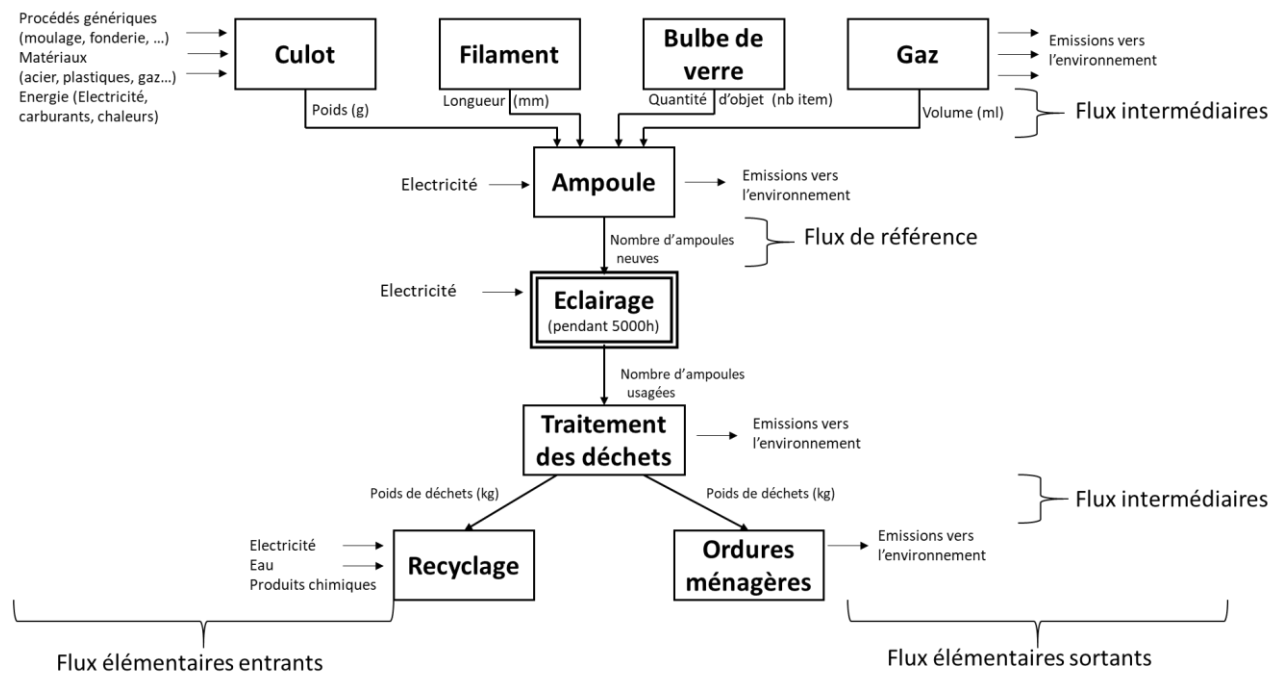 Procédés génériques
(moulage, fonderie, …)
Matériaux
(acier, plastiques, gaz…)
Energie (Electricité,
carburants, chaleurs)
Culot
Filament
Bulbe de
verre
Gaz
Emissions vers
l’environnement
Poids (g)
Longueur (mm)
Quantité d’objet (nb item)
Volume (ml)
Flux intermédiaires
Electricité
Ampoule
Emissions vers
l’environnement
Nombre d’ampoules
neuves
Flux de référence
Electricité
Eclairage
(pendant 5000h)
Nombre d’ampoules
usagées
Traitement
des déchets
Emissions vers
l’environnement
Poids de déchets (kg)
Poids de déchets (kg)
Flux intermédiaires
Electricité
Eau
Produits chimiques
Recyclage
Ordures
ménagères
Emissions vers
l’environnement
Flux élémentaires entrants
Flux élémentaires sortants